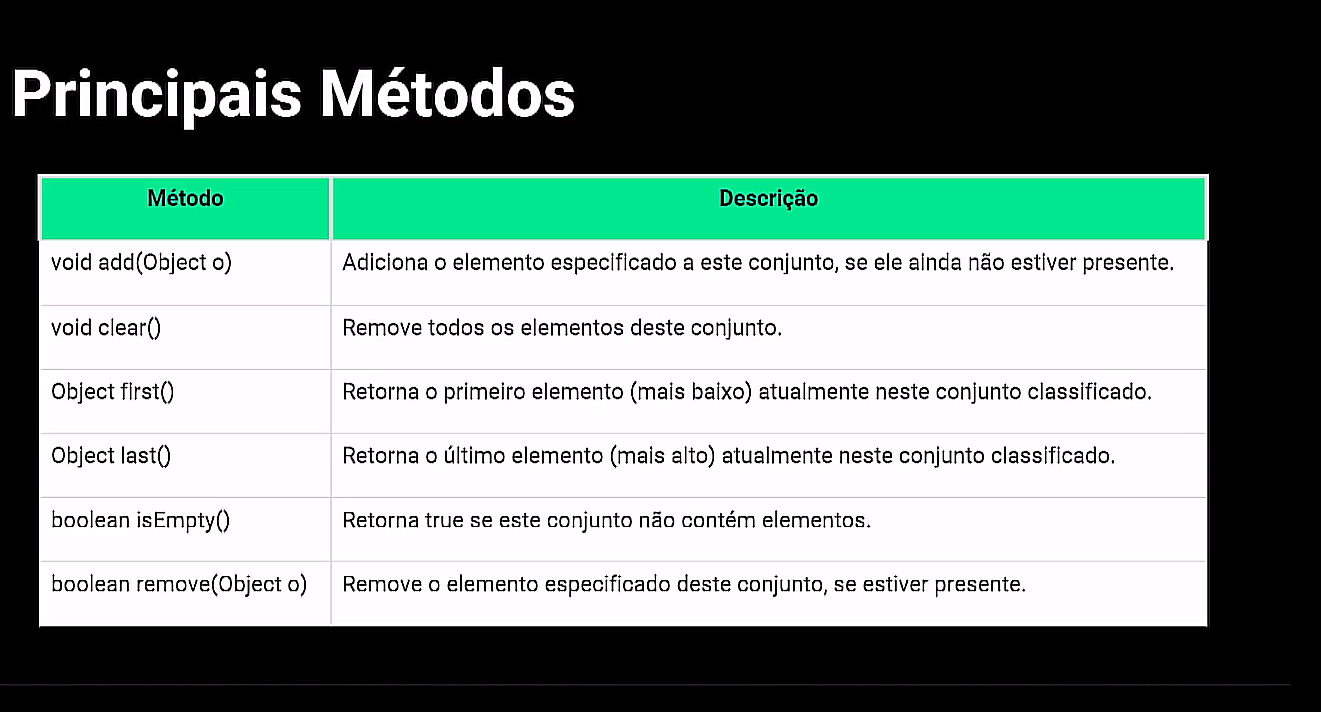 Principais Métodos
Método Descrição
void add(Object o) Adiciona o elemento especificado a este conjunto, se ele ainda não estiver presente.
void clear() Remove todos os elementos deste conjunto.
Object first() Retorna o primeiro elemento (mais baixo) atualmente neste conjunto classificado.
Object last() Retorna o último elemento (mais alto) atualmente neste conjunto classificado.
boolean isEmpty() Retorna true se este conjunto não contém elementos.
boolean remove(Object o) Remove o elemento especificado deste conjunto, se estiver presente.